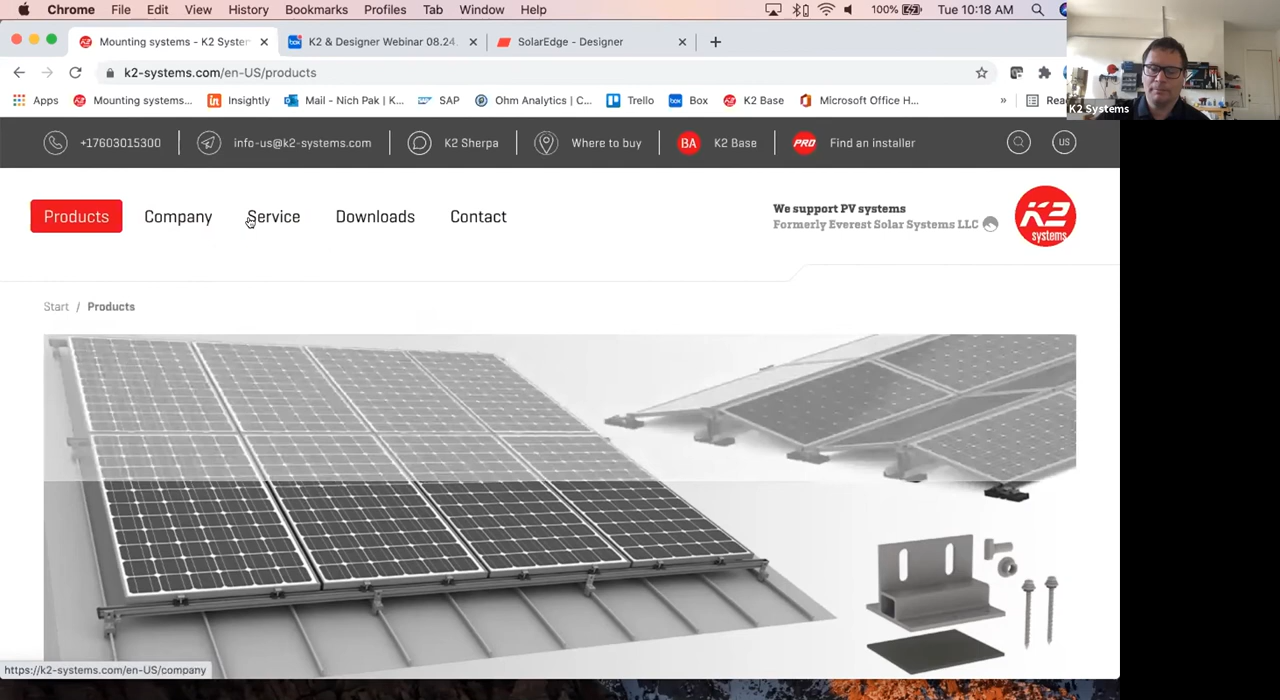 Chrome File Edit View History Bookmarks Profiles Tab Window Help 100% Tue 10:18 AM
Mounting systems - K2 System K2 & Designer Webinar 08.24. SolarEdge - Designer
k2-systems.com/en-US/products
Apps Mounting systems... Insightly Mail - Nich Pak | K... SAP Ohm Analytics | C... Trello Box K2 Base Microsoft Office H... » Rea
K2 Systems
+17603015300 info-us@k2-systems.com K2 Sherpa Where to buy BA K2 Base PRO Find an installer US
Products Company Service Downloads Contact
We support PV systems
Formerly Everest Solar Systems LLC
K2
systems
Start / Products
https://k2-systems.com/en-US/company